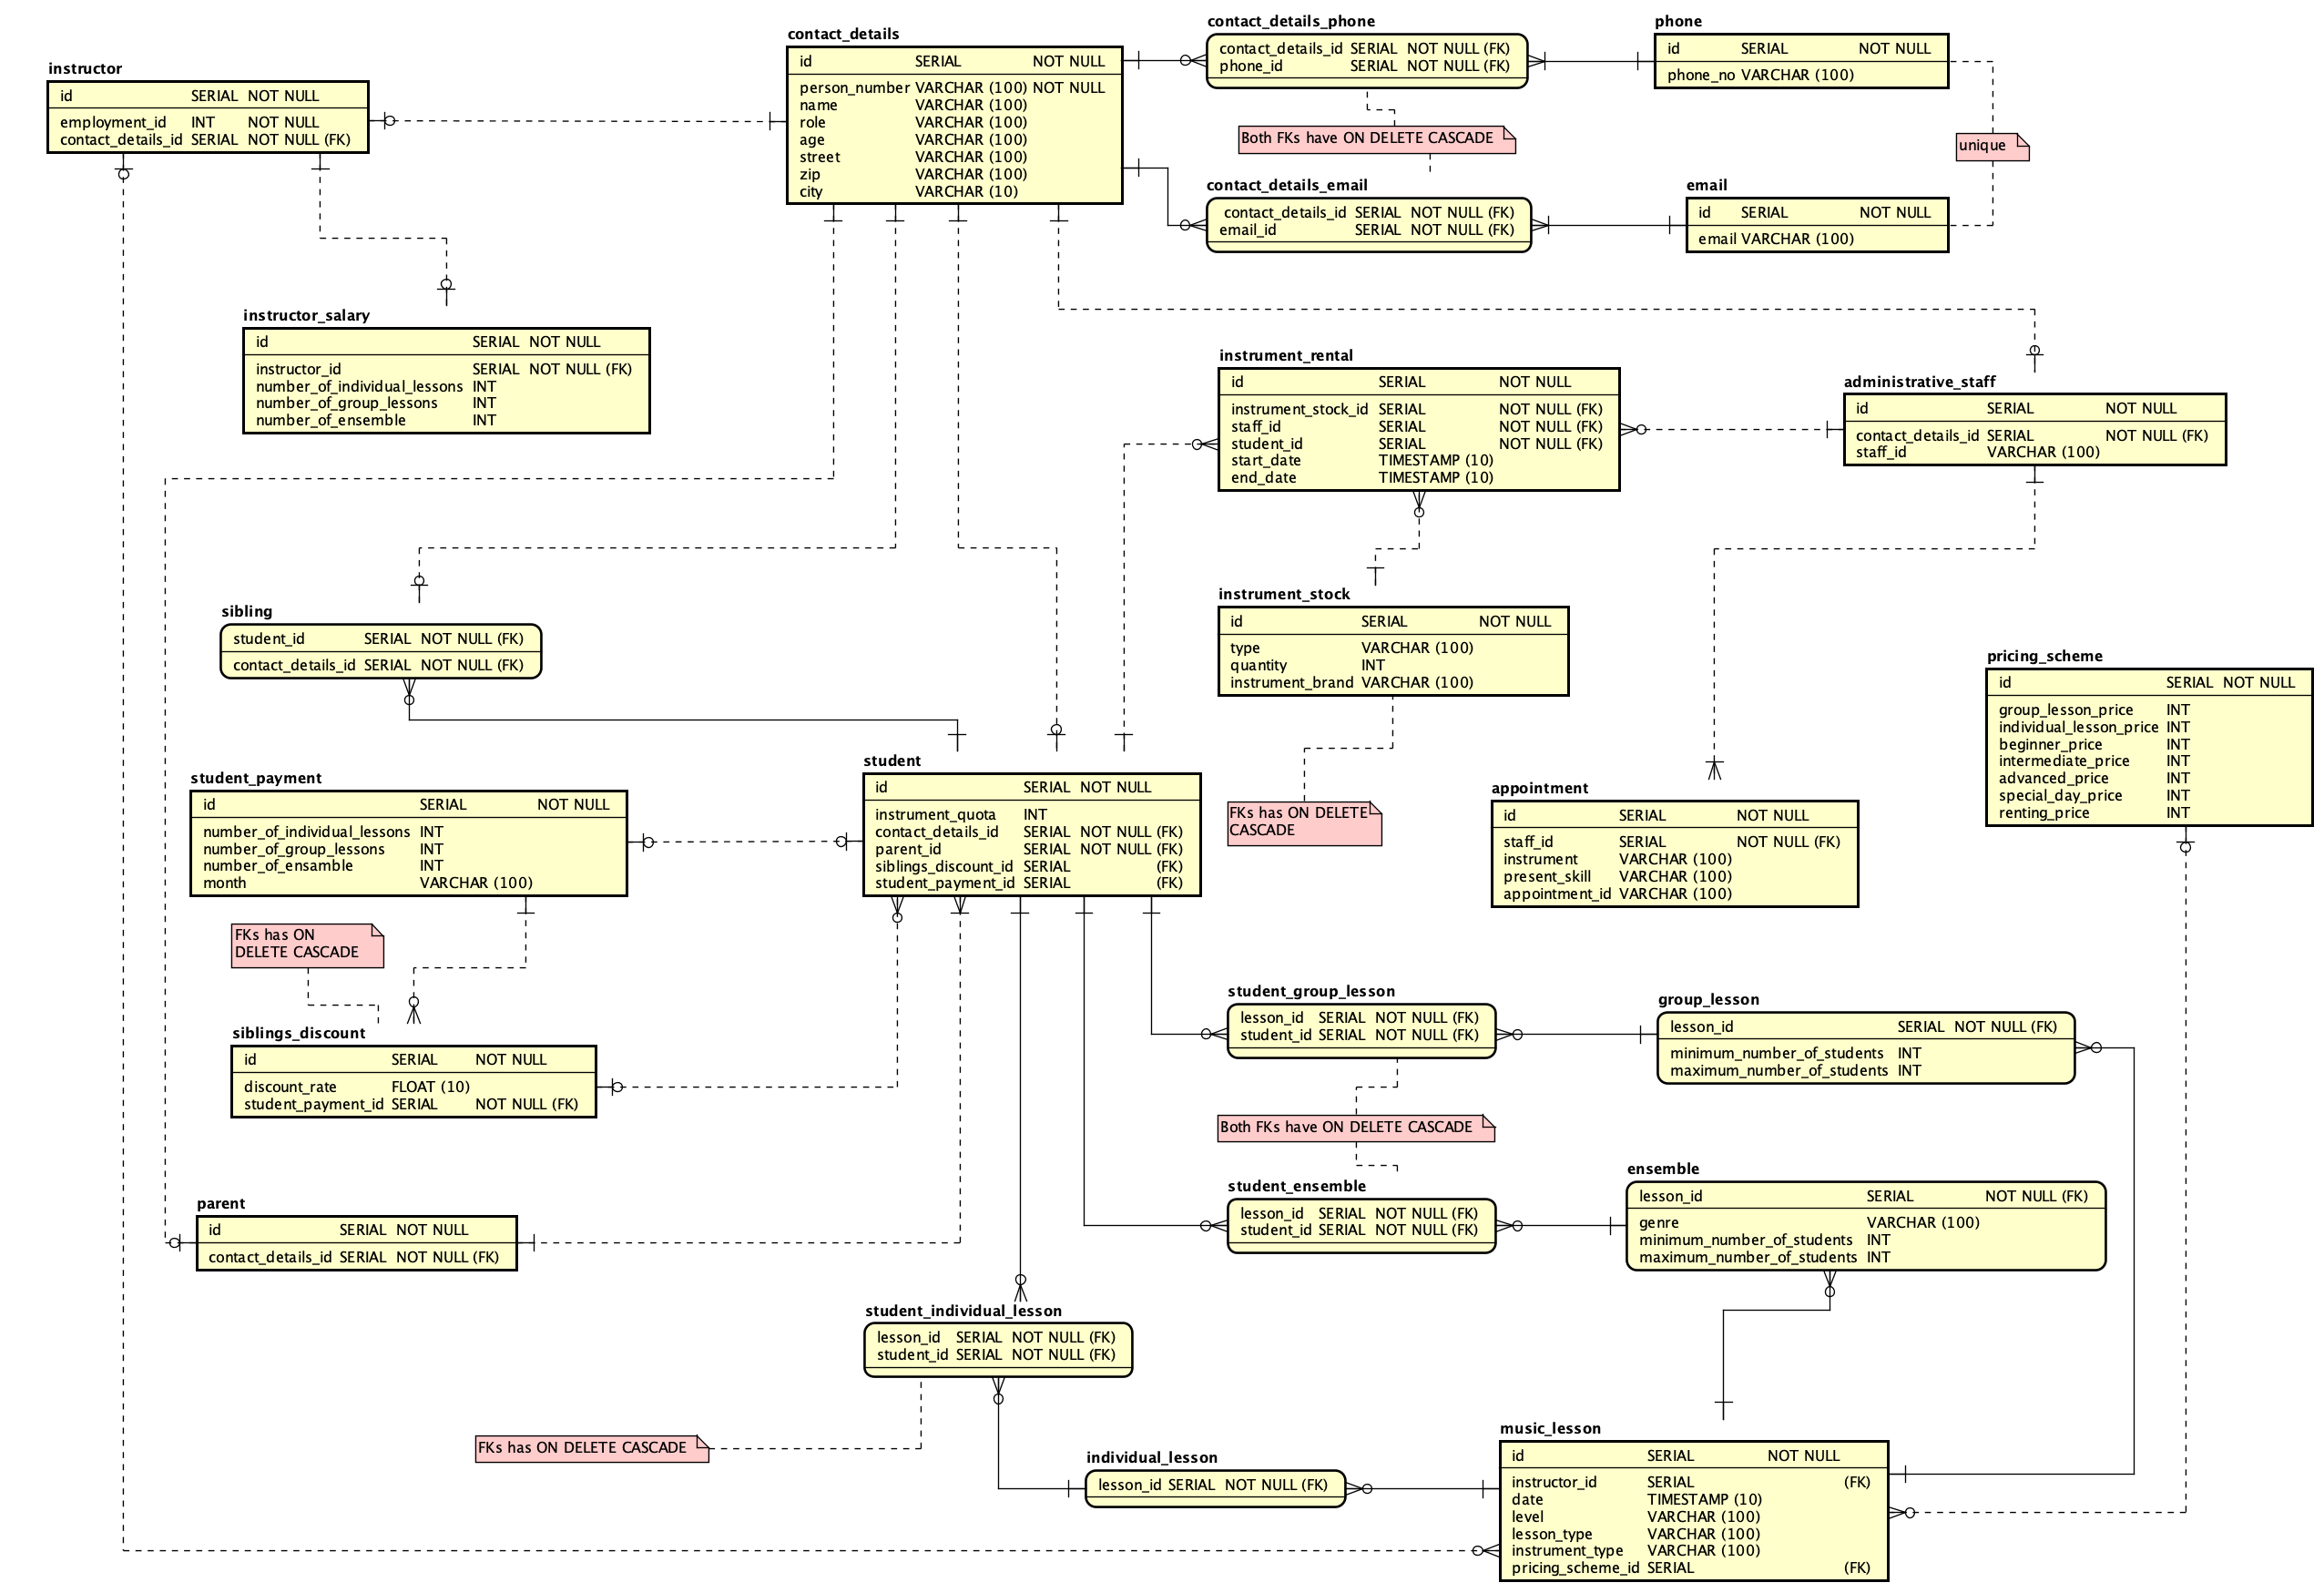 instructor
id SERIAL NOT NULL
employment_id INT NOT NULL
contact_details_id SERIAL NOT NULL (FK)
contact_details
id SERIAL NOT NULL
person_number VARCHAR (100) NOT NULL
name VARCHAR (100)
role VARCHAR (100)
age VARCHAR (100)
street VARCHAR (100)
zip VARCHAR (100)
city VARCHAR (10)
contact_details_phone
contact_details_id SERIAL NOT NULL (FK)
phone_id SERIAL NOT NULL (FK)
phone
id SERIAL NOT NULL
phone_no VARCHAR (100)
Both FKs have ON DELETE CASCADE
unique
contact_details_email
contact_details_id SERIAL NOT NULL (FK)
email_id SERIAL NOT NULL (FK)
email
id SERIAL NOT NULL
email VARCHAR (100)
instructor_salary
id SERIAL NOT NULL
instructor_id SERIAL NOT NULL (FK)
number_of_individual_lessons INT
number_of_group_lessons INT
number_of_ensemble INT
instrument_rental
id SERIAL NOT NULL
instrument_stock_id SERIAL NOT NULL (FK)
staff_id SERIAL NOT NULL (FK)
student_id SERIAL NOT NULL (FK)
start_date TIMESTAMP (10)
end_date TIMESTAMP (10)
administrative_staff
id SERIAL NOT NULL
contact_details_id SERIAL NOT NULL (FK)
staff_id VARCHAR (100)
sibling
student_id SERIAL NOT NULL (FK)
contact_details_id SERIAL NOT NULL (FK)
instrument_stock
id SERIAL NOT NULL
type VARCHAR (100)
quantity INT
instrument_brand VARCHAR (100)
pricing_scheme
id SERIAL NOT NULL
group_lesson_price INT
individual_lesson_price INT
beginner_price INT
intermediate_price INT
advanced_price INT
special_day_price INT
renting_price INT
student_payment
id SERIAL NOT NULL
number_of_individual_lessons INT
number_of_group_lessons INT
number_of_ensamble INT
month VARCHAR (100)
student
id SERIAL NOT NULL
instrument_quota INT
contact_details_id SERIAL NOT NULL (FK)
parent_id SERIAL NOT NULL (FK)
siblings_discount_id SERIAL (FK)
student_payment_id SERIAL (FK)
FKs has ON DELETE
CASCADE
appointment
id SERIAL NOT NULL
staff_id SERIAL NOT NULL (FK)
instrument VARCHAR (100)
present_skill VARCHAR (100)
appointment_id VARCHAR (100)
FKs has ON
DELETE CASCADE
siblings_discount
id SERIAL NOT NULL
discount_rate FLOAT (10)
student_payment_id SERIAL NOT NULL (FK)
student_group_lesson
lesson_id SERIAL NOT NULL (FK)
student_id SERIAL NOT NULL (FK)
group_lesson
lesson_id SERIAL NOT NULL (FK)
minimum_number_of_students INT
maximum_number_of_students INT
Both FKs have ON DELETE CASCADE
parent
id SERIAL NOT NULL
contact_details_id SERIAL NOT NULL (FK)
student_ensemble
lesson_id SERIAL NOT NULL (FK)
student_id SERIAL NOT NULL (FK)
ensemble
lesson_id SERIAL NOT NULL (FK)
genre VARCHAR (100)
minimum_number_of_students INT
maximum_number_of_students INT
student_individual_lesson
lesson_id SERIAL NOT NULL (FK)
student_id SERIAL NOT NULL (FK)
FKs has ON DELETE CASCADE
individual_lesson
lesson_id SERIAL NOT NULL (FK)
music_lesson
id SERIAL NOT NULL
instructor_id SERIAL (FK)
date TIMESTAMP (10)
level VARCHAR (100)
lesson_type VARCHAR (100)
instrument_type VARCHAR (100)
pricing_scheme_id SERIAL (FK)